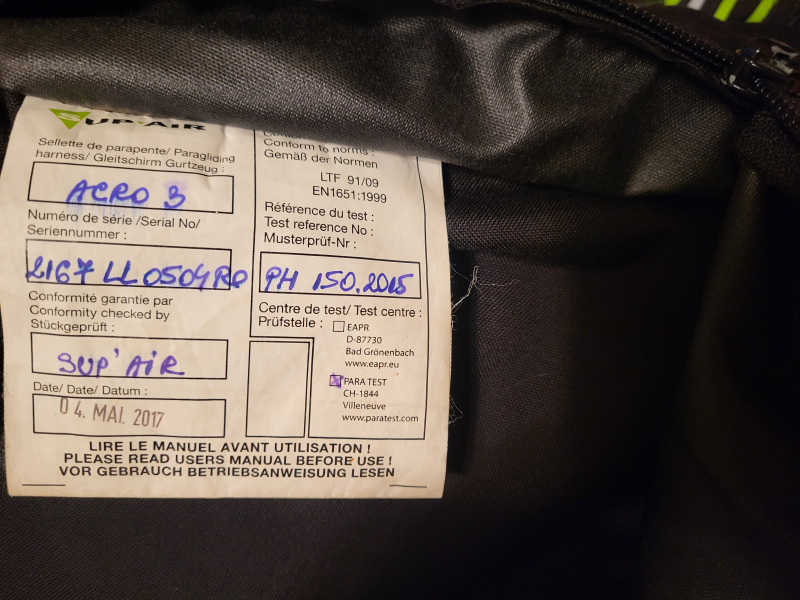 SUP'AIR
Sellette de parapente/ Paragliding
harness/ Gleitschirm Gurtzeug :
ACRO 3
Numéro de série /Serial No/
Seriennummer :
2167 LL0504R0
Conformité garantie par
Conformity checked by
Stückgeprüft :
SUP'AIR
Date/ Date/ Datum :
04. MAI 2017
Conform to norms :
Gemäß der Normen
LTF 91/09
EN1651:1999
Référence du test :
Test reference No :
Musterprüf-Nr :
PH 150.2015
Centre de test/ Test centre :
Prüfstelle :
EAPR
D-87730
Bad Grönenbach
www.eapr.eu
PARA TEST
CH-1844
Villeneuve
www.paratest.com
LIRE LE MANUEL AVANT UTILISATION !
PLEASE READ USERS MANUAL BEFORE USE !
VOR GEBRAUCH BETRIEBSANWEISUNG LESEN